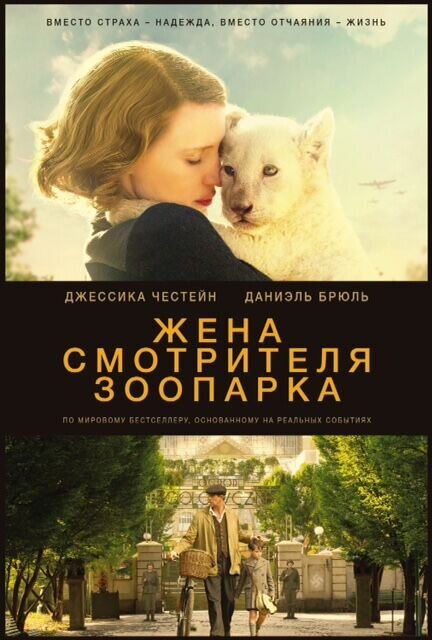 ВМЕСТО СТРАХА – НАДЕЖДА, ВМЕСТО ОТЧАЯНИЯ – ЖИЗНЬ
ДЖЕССИКА ЧЕСТЕЙН ДАНИЭЛЬ БРЮЛЬ
ЖЕНА
СМОТРИТЕЛЯ
ЗООПАРКА
ПО МИРОВОМУ БЕСТСЕЛЛЕРУ, ОСНОВАННОМУ НА РЕАЛЬНЫХ СОБЫТИЯХ